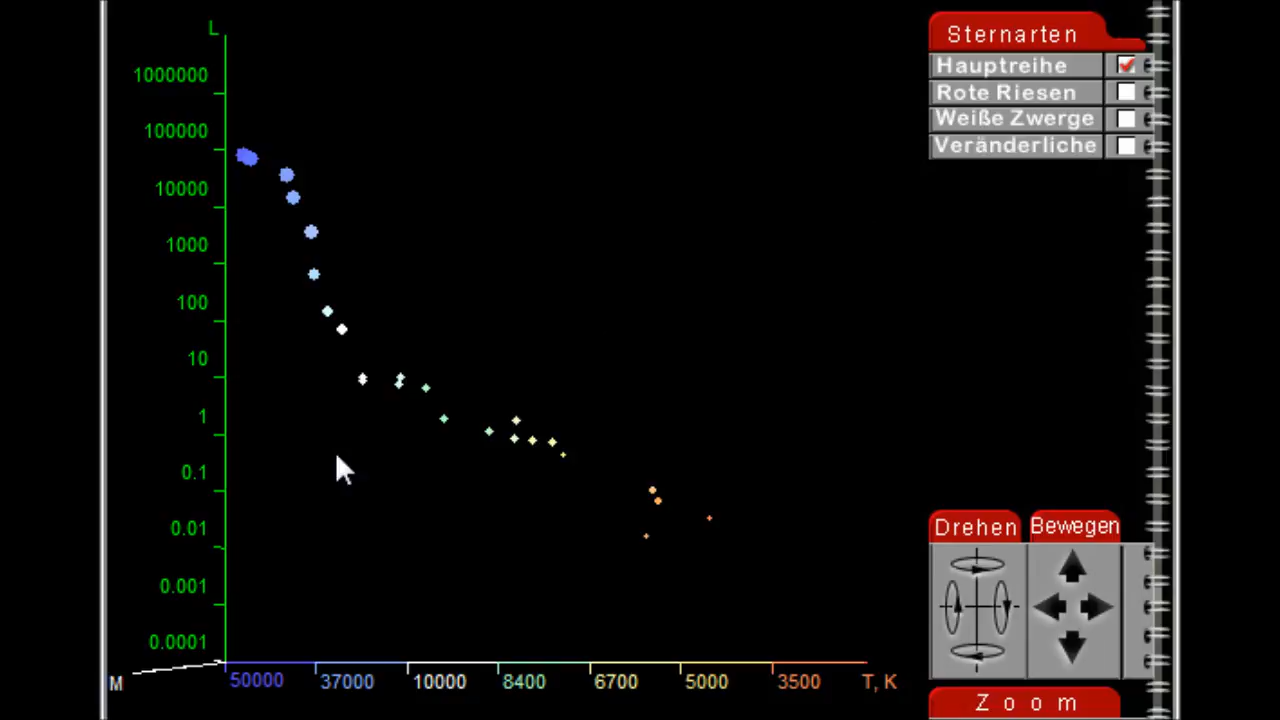 L
1000000
100000
10000
1000
100
10
1
0.1
0.01
0.001
0.0001
M
50000 37000 10000 8400 6700 5000 3500 T, K
Sternarten
Hauptreihe
Rote Riesen
Weiße Zwerge
Veränderliche
Drehen Bewegen
Zoom